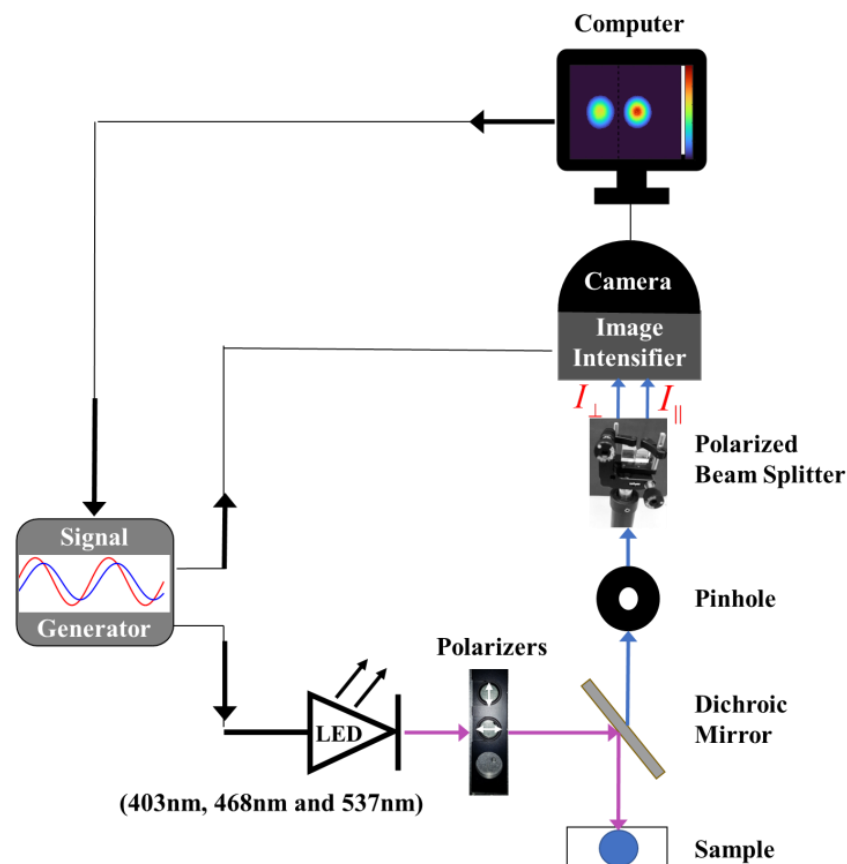 Computer
Camera
Image
Intensifier
I⊥
I∥
Polarized
Beam Splitter
Signal
Generator
Pinhole
Polarizers
Dichroic
Mirror
LED
(403nm, 468nm and 537nm)
Sample